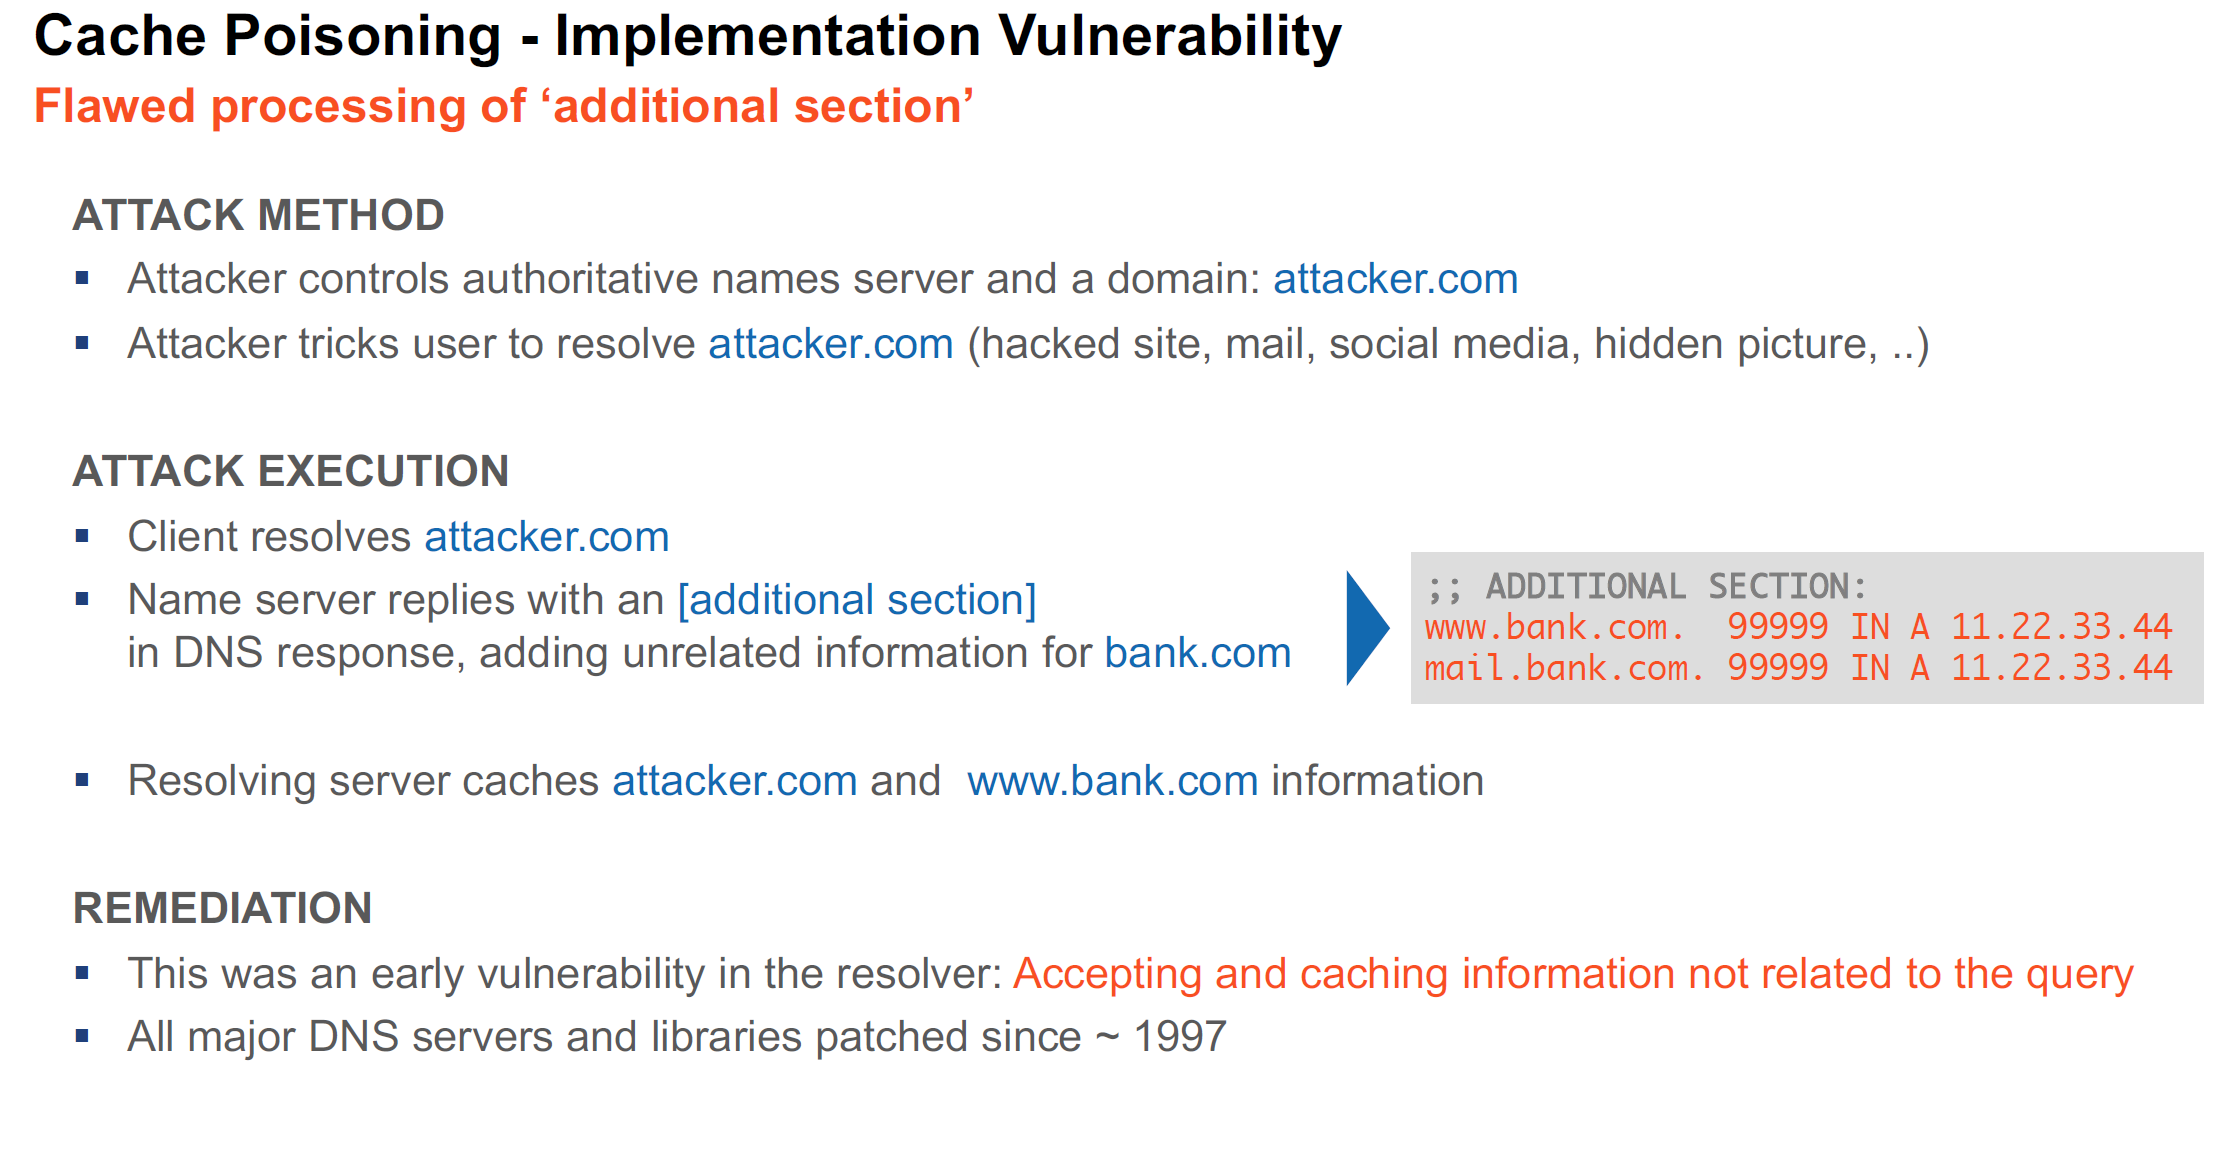 Cache Poisoning - Implementation Vulnerability
Flawed processing of ‘additional section’
ATTACK METHOD
▪ Attacker controls authoritative names server and a domain: attacker.com
▪ Attacker tricks user to resolve attacker.com (hacked site, mail, social media, hidden picture, ..)
ATTACK EXECUTION
▪ Client resolves attacker.com
▪ Name server replies with an [additional section]
in DNS response, adding unrelated information for bank.com
;; ADDITIONAL SECTION:
www.bank.com.  99999 IN A 11.22.33.44
mail.bank.com. 99999 IN A 11.22.33.44
▪ Resolving server caches attacker.com and  www.bank.com information
REMEDIATION
▪ This was an early vulnerability in the resolver: Accepting and caching information not related to the query
▪ All major DNS servers and libraries patched since ~ 1997